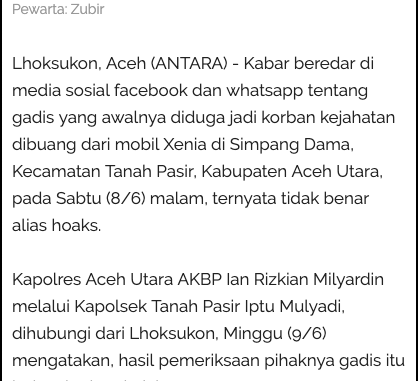 Pewarta: Zubir
Lhoksukon, Aceh (ANTARA) - Kabar beredar di
media sosial facebook dan whatsapp tentang
gadis yang awalnya diduga jadi korban kejahatan
dibuang dari mobil Xenia di Simpang Dama,
Kecamatan Tanah Pasir, Kabupaten Aceh Utara,
pada Sabtu (8/6) malam, ternyata tidak benar
alias hoaks.
Kapolres Aceh Utara AKBP Ian Rizkian Milyardin
melalui Kapolsek Tanah Pasir Iptu Mulyadi,
dihubungi dari Lhoksukon, Minggu (9/6)
mengatakan, hasil pemeriksaan pihaknya gadis itu